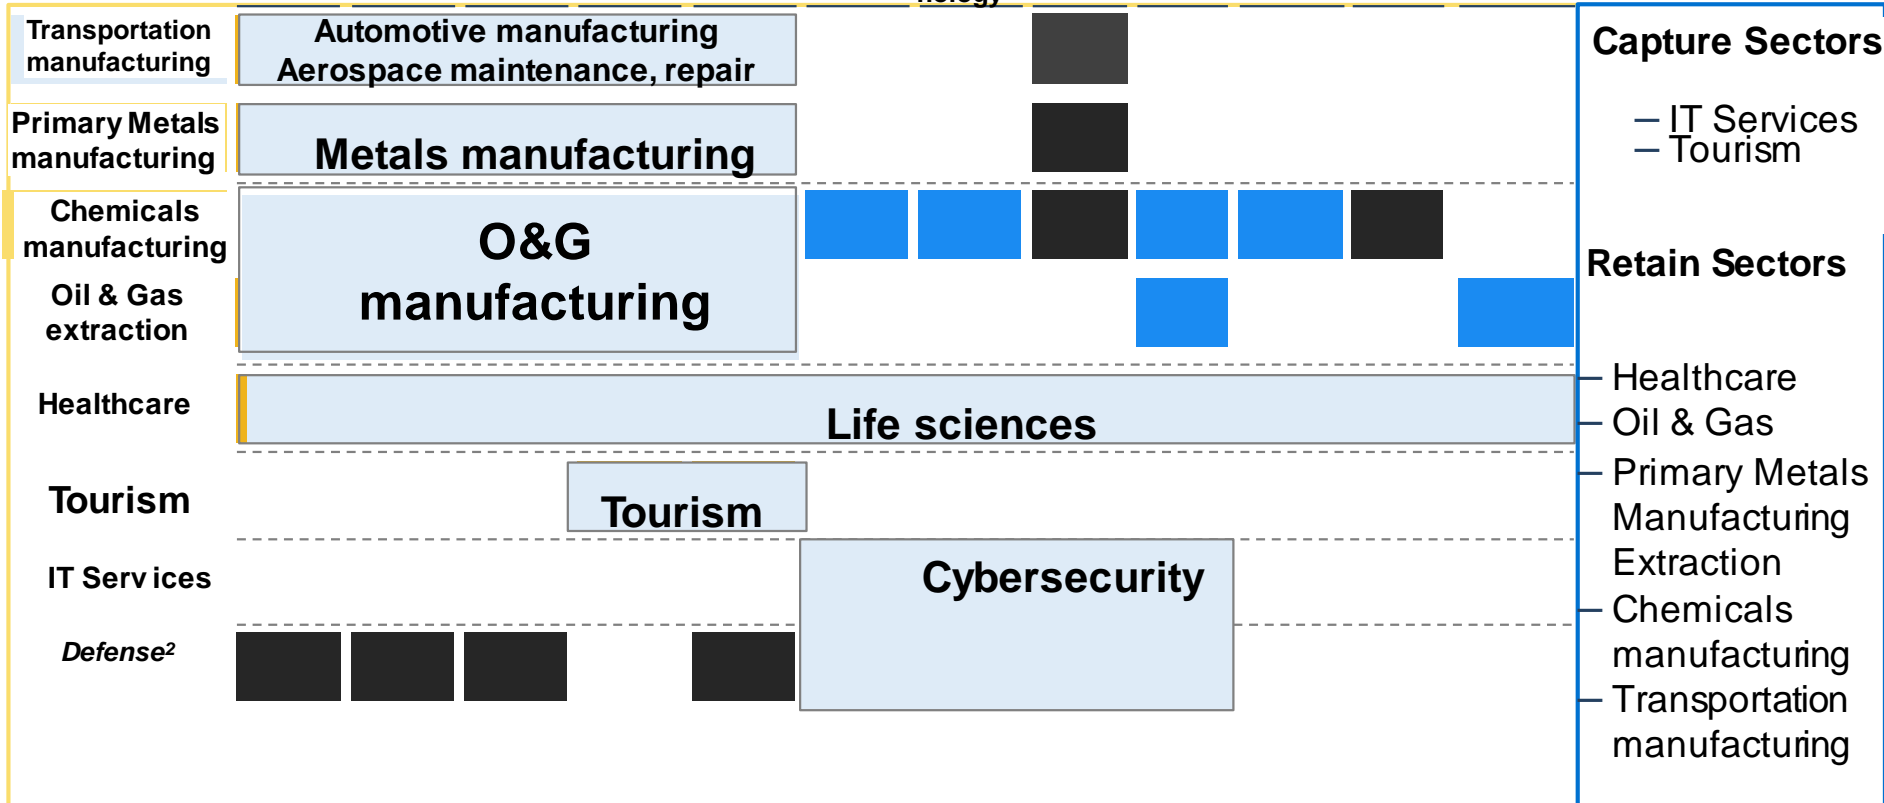 nology
Transportation
manufacturing
Automotive manufacturing
Aerospace maintenance, repair
Primary Metals
manufacturing
Metals manufacturing
Chemicals
manufacturing
Oil & Gas
extraction
O&G
manufacturing
Healthcare
Life sciences
Tourism
Tourism
IT Services
Cybersecurity
Defense²
Capture Sectors
– IT Services
– Tourism
Retain Sectors
– Healthcare
– Oil & Gas
– Primary Metals
Manufacturing
Extraction
– Chemicals
manufacturing
– Transportation
manufacturing